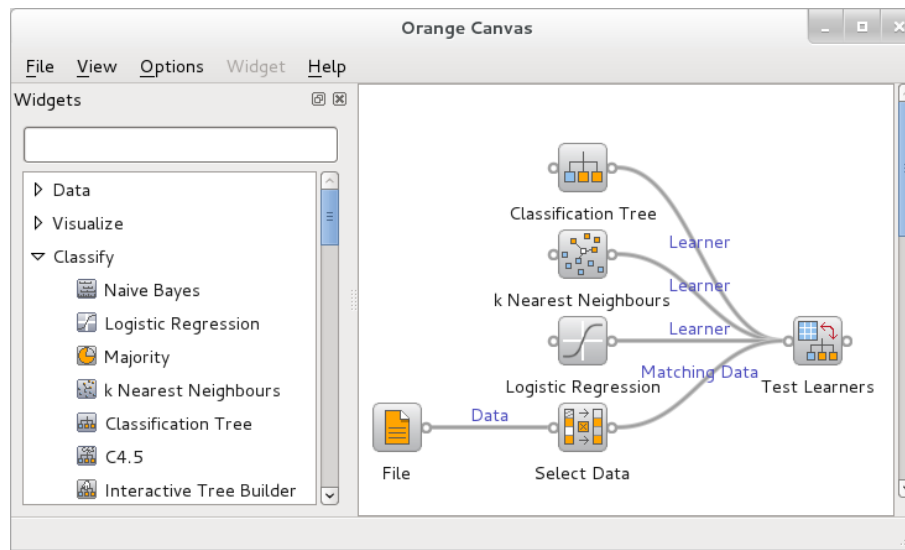 Orange Canvas
File View Options Widget Help
Widgets
Data
Visualize
Classify
Naive Bayes
Logistic Regression
Majority
k Nearest Neighbours
Classification Tree
C4.5
Interactive Tree Builder
Classification Tree
Learner
k Nearest Neighbours
Learner
Learner
Logistic Regression
Matching Data
Test Learners
Data
File
Select Data